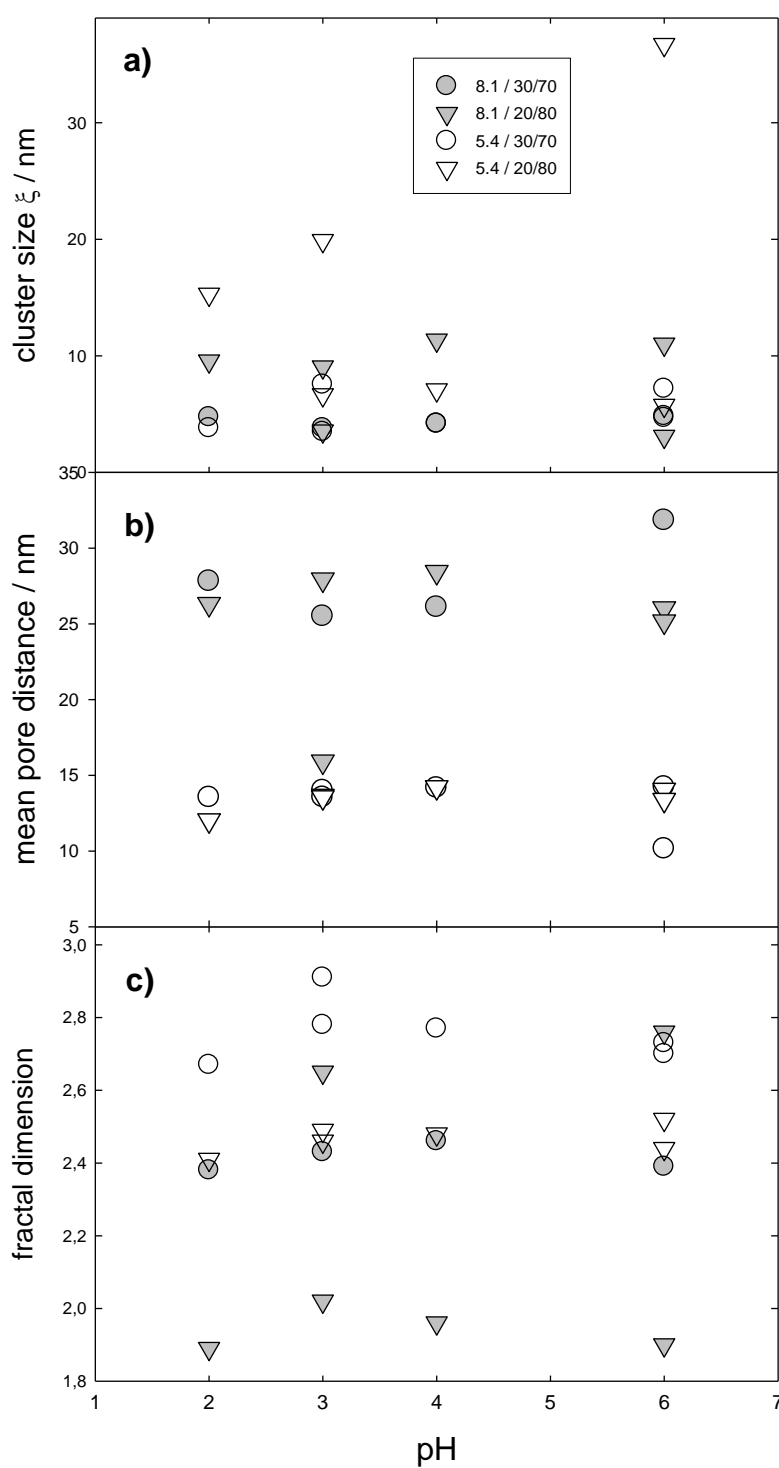 a)
8.1 / 30/70
8.1 / 20/80
5.4 / 30/70
5.4 / 20/80
cluster size ξ / nm
30
20
10
0
b)
mean pore distance / nm
35
30
25
20
15
10
5
c)
fractal dimension
3,0
2,8
2,6
2,4
2,2
2,0
1,8
1 2 3 4 5 6 7
pH